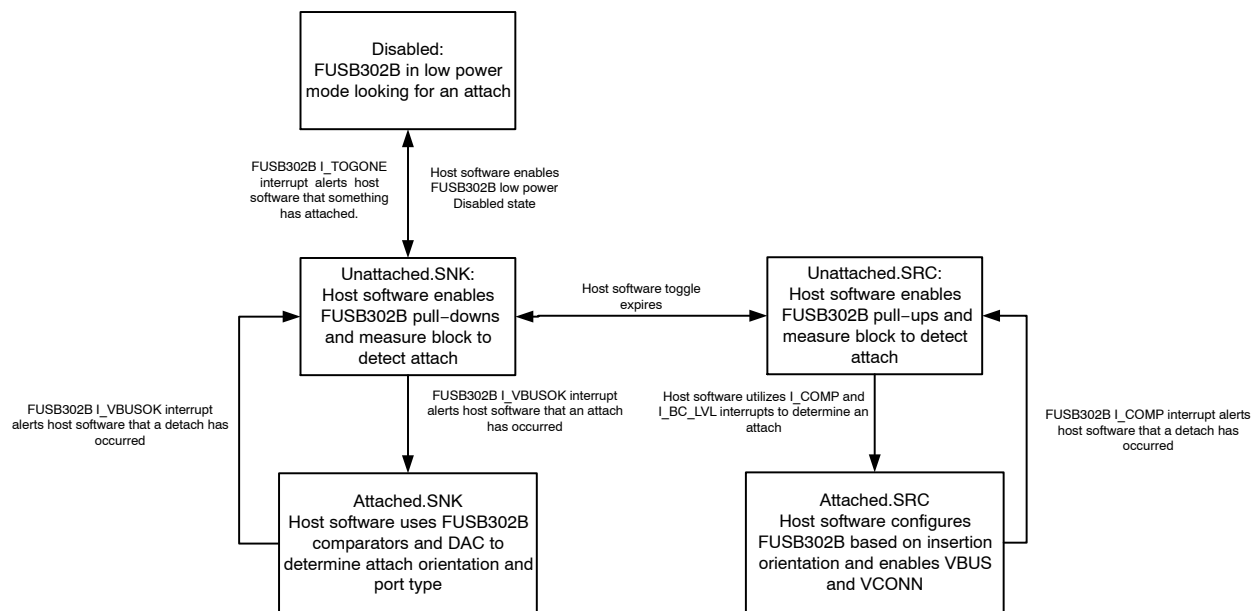 Disabled:
FUSB302B in low power
mode looking for an attach
FUSB302B I_TOGONE
interrupt alerts host
software that something
has attached.
Host software enables
FUSB302B low power
Disabled state
Unattached.SNK:
Host software enables
FUSB302B pull−downs
and measure block to
detect attach
Host software toggle
expires
Unattached.SRC:
Host software enables
FUSB302B pull−ups and
measure block to detect
attach
FUSB302B I_VBUSOK interrupt
alerts host software that a detach has
occurred
FUSB302B I_VBUSOK interrupt
alerts host software that an attach
has occurred
Host software utilizes I_COMP and
I_BC_LVL interrupts to determine an
attach
FUSB302B I_COMP interrupt alerts
host software that a detach has
occurred
Attached.SNK
Host software uses FUSB302B
comparators and DAC to
determine attach orientation and
port type
Attached.SRC
Host software configures
FUSB302B based on insertion
orientation and enables VBUS
and VCONN